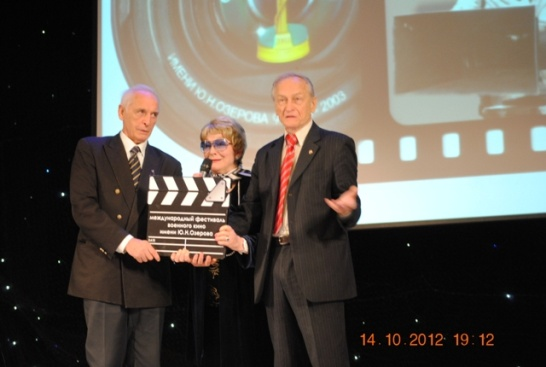 ИМЕНИ Ю.Н.ОЗЕРОВА
2003
международный фестиваль
военного кино
имени Ю.Н.Озерова
14.10.2012 19:12